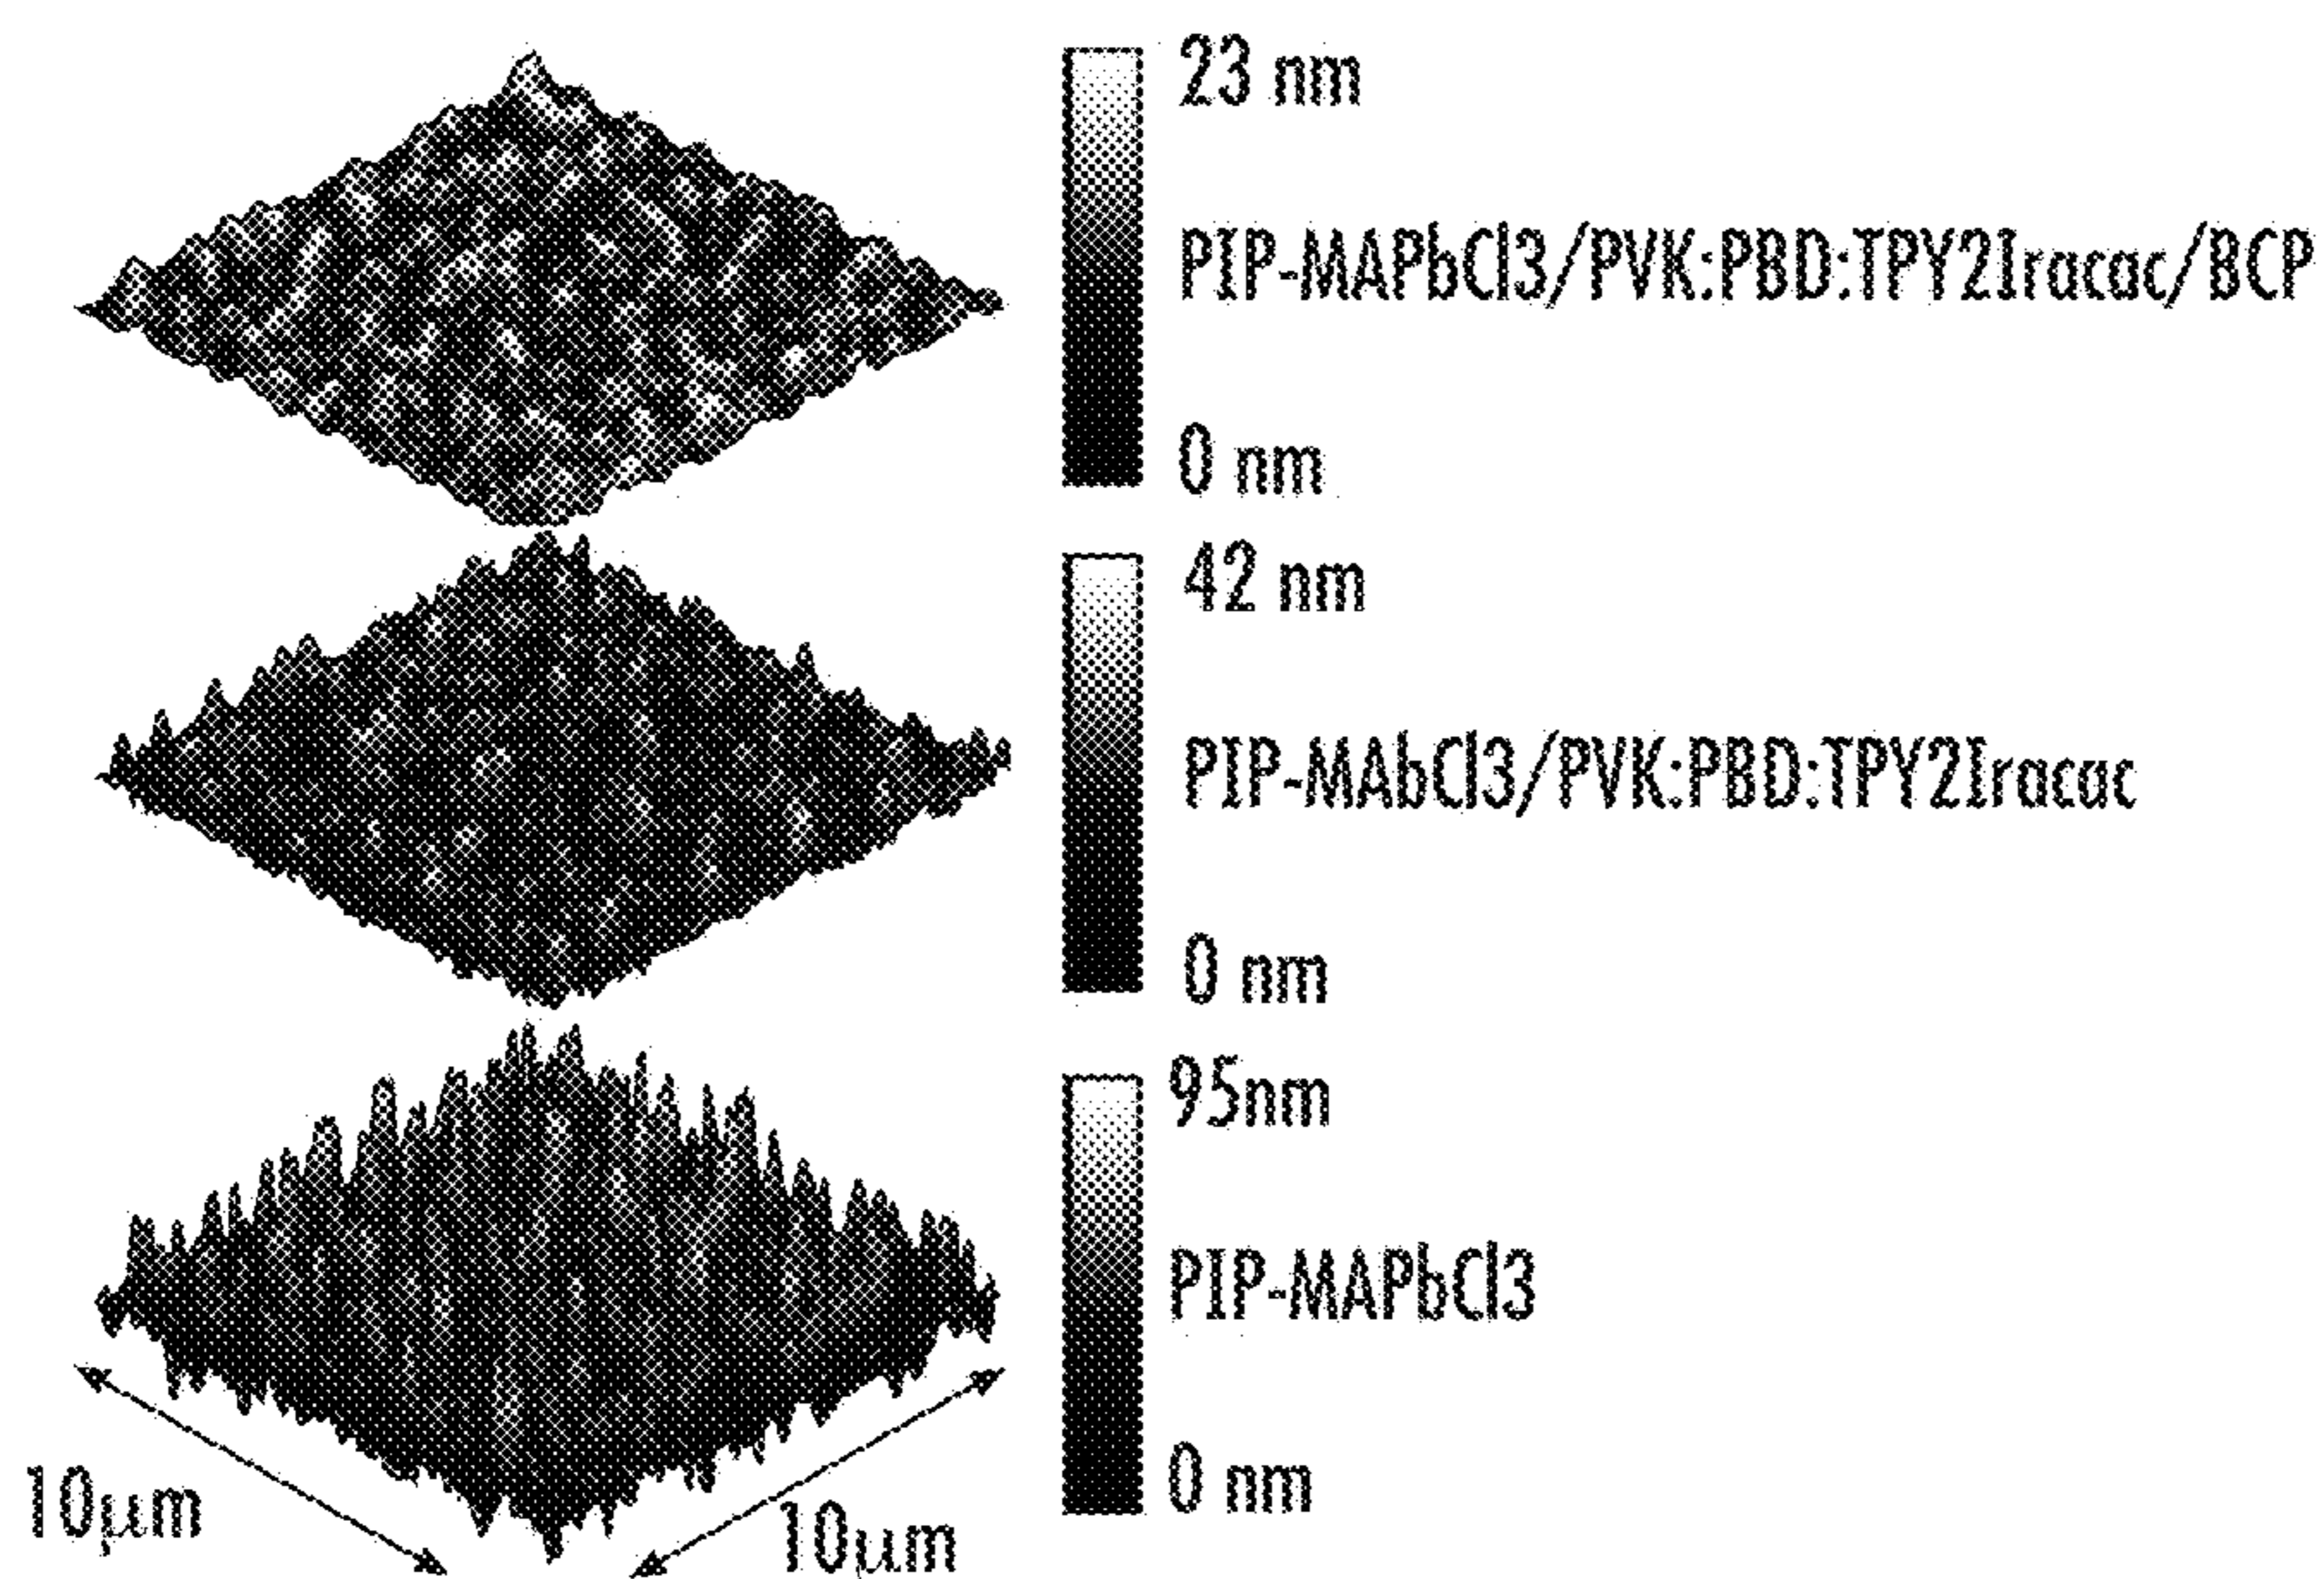 23 nm
PIP-MAPbCl3/PVK:PBD:TPY2Iracac/BCP
0 nm
42 nm
PIP-MAbCl3/PVK:PBD:TPY2Iracac
0 nm
95nm
PIP-MAPbCl3
0 nm
10μm
10μm